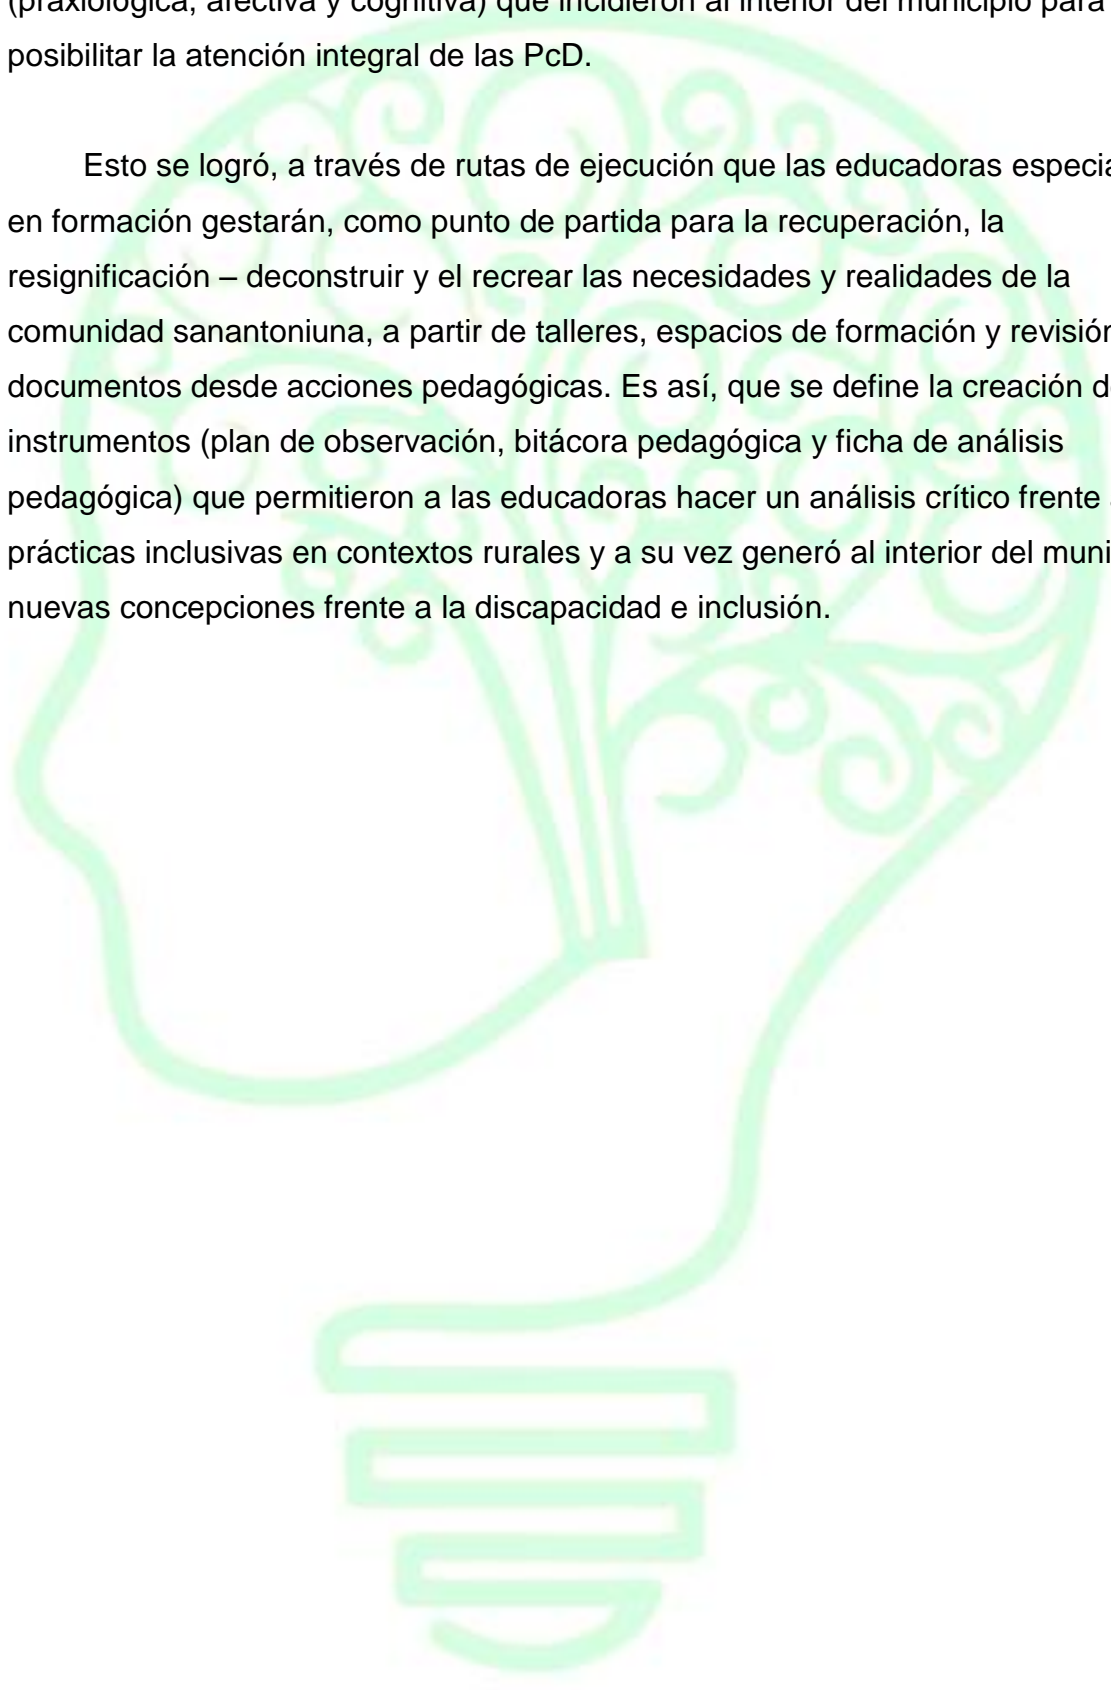 (praxiológica, afectiva y cognitiva) que incidieron al interior del municipio para
posibilitar la atención integral de las PcD.
Esto se logró, a través de rutas de ejecución que las educadoras
en formación gestarán, como punto de partida para la recuperación, la
resignificación – deconstruir y el recrear las necesidades y realidades de la
comunidad sanantoniuna, a partir de talleres, espacios de formación y revisión
documentos desde acciones pedagógicas. Es así, que se define la creación
instrumentos (plan de observación, bitácora pedagógica y ficha de análisis
pedagógica) que permitieron a las educadoras hacer un análisis crítico frente
prácticas inclusivas en contextos rurales y a su vez generó al interior del
nuevas concepciones frente a la discapacidad e inclusión.